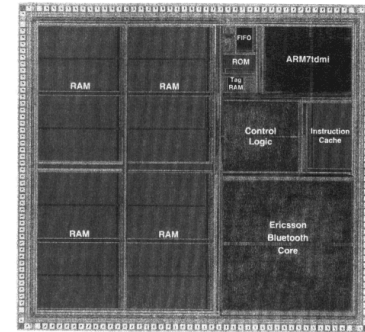 FIFO
ROM
Tag
RAM
ARM7tdmi
RAM
RAM
Control
Logic
Instruction
Cache
RAM
RAM
Ericsson
Bluetooth
Core